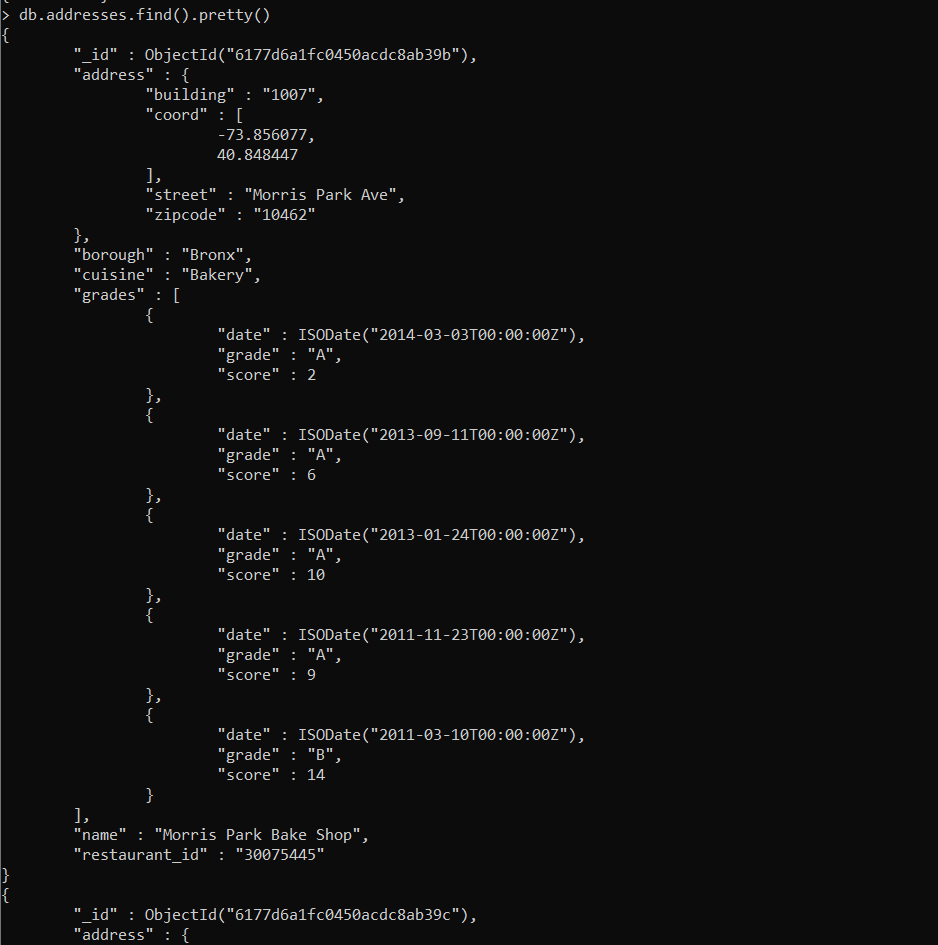 > db.addresses.find().pretty()
{
"_id" : ObjectId("6177d6a1fc0450acdc8ab39b"),
"address" : {
"building" : "1007",
"coord" : [
-73.856077,
40.848447
],
"street" : "Morris Park Ave",
"zipcode" : "10462"
},
"borough" : "Bronx",
"cuisine" : "Bakery",
"grades" : [
{
"date" : ISODate("2014-03-03T00:00:00Z"),
"grade" : "A",
"score" : 2
},
{
"date" : ISODate("2013-09-11T00:00:00Z"),
"grade" : "A",
"score" : 6
},
{
"date" : ISODate("2013-01-24T00:00:00Z"),
"grade" : "A",
"score" : 10
},
{
"date" : ISODate("2011-11-23T00:00:00Z"),
"grade" : "A",
"score" : 9
},
{
"date" : ISODate("2011-03-10T00:00:00Z"),
"grade" : "B",
"score" : 14
}
],
"name" : "Morris Park Bake Shop",
"restaurant_id" : "30075445"
}
{
"_id" : ObjectId("6177d6a1fc0450acdc8ab39c"),
"address" : {